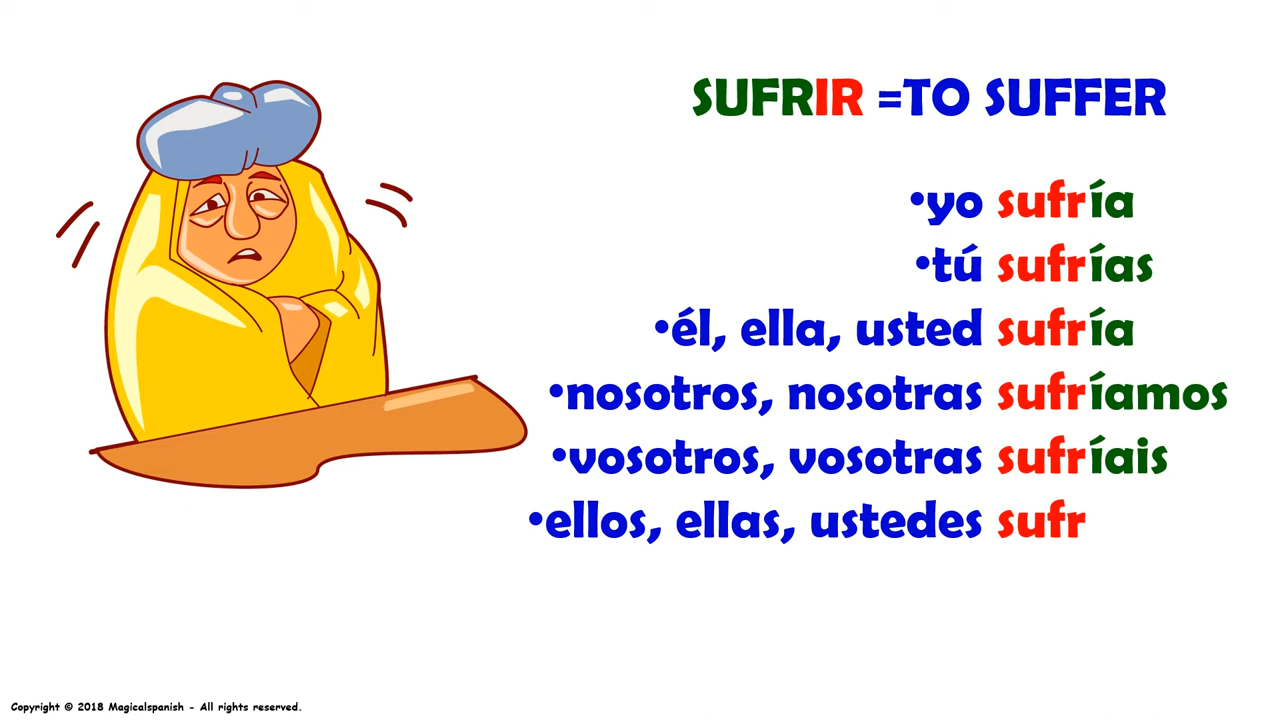 SUFRIR =TO SUFFER
•yo sufría
•tú sufrías
•él, ella, usted sufría
•nosotros, nosotras sufríamos
•vosotros, vosotras sufríais
•ellos, ellas, ustedes sufr
Copyright © 2018 Magicalspanish - All rights reserved.